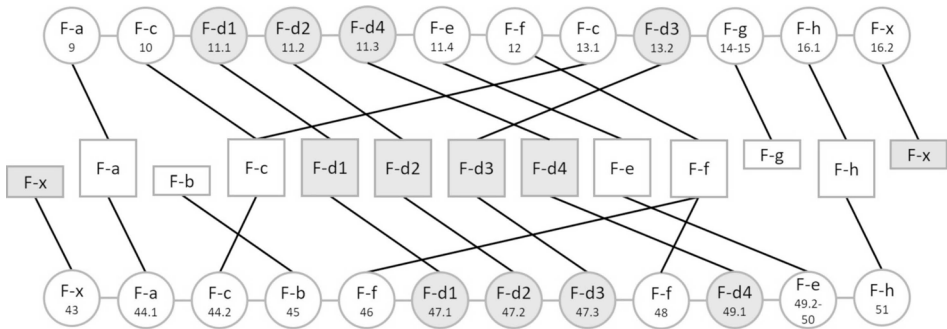 F-a F-c F-d1 F-d2 F-d4 F-e F-f F-c F-d3 F-g F-h F-x
9 10 11.1 11.2 11.3 11.4 12 13.1 13.2 14-15 16.1 16.2
F-x F-a F-b F-c F-d1 F-d2 F-d3 F-d4 F-e F-f F-g F-h F-x
F-x F-a F-c F-b F-f F-d1 F-d2 F-d3 F-f F-d4 F-e F-h
43 44.1 44.2 45 46 47.1 47.2 47.3 48 49.1 49.2-
50 51